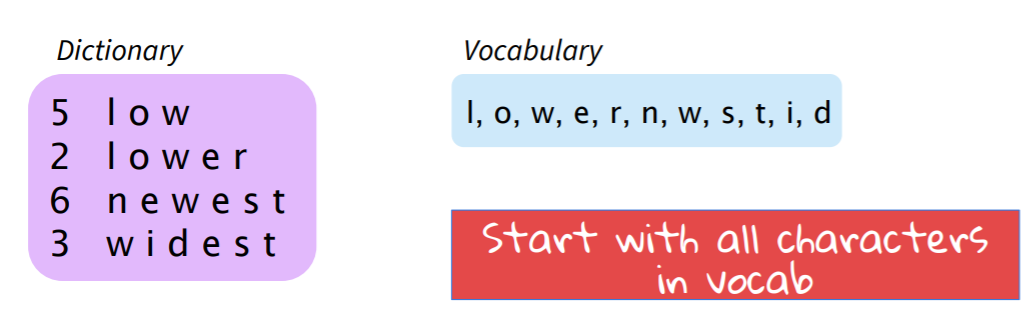 Dictionary
5 l o w
2 l o w e r
6 n e w e s t
3 w i d e s t
Vocabulary
l, o, w, e, r, n, w, s, t, i, d
Start with all characters
in vocab